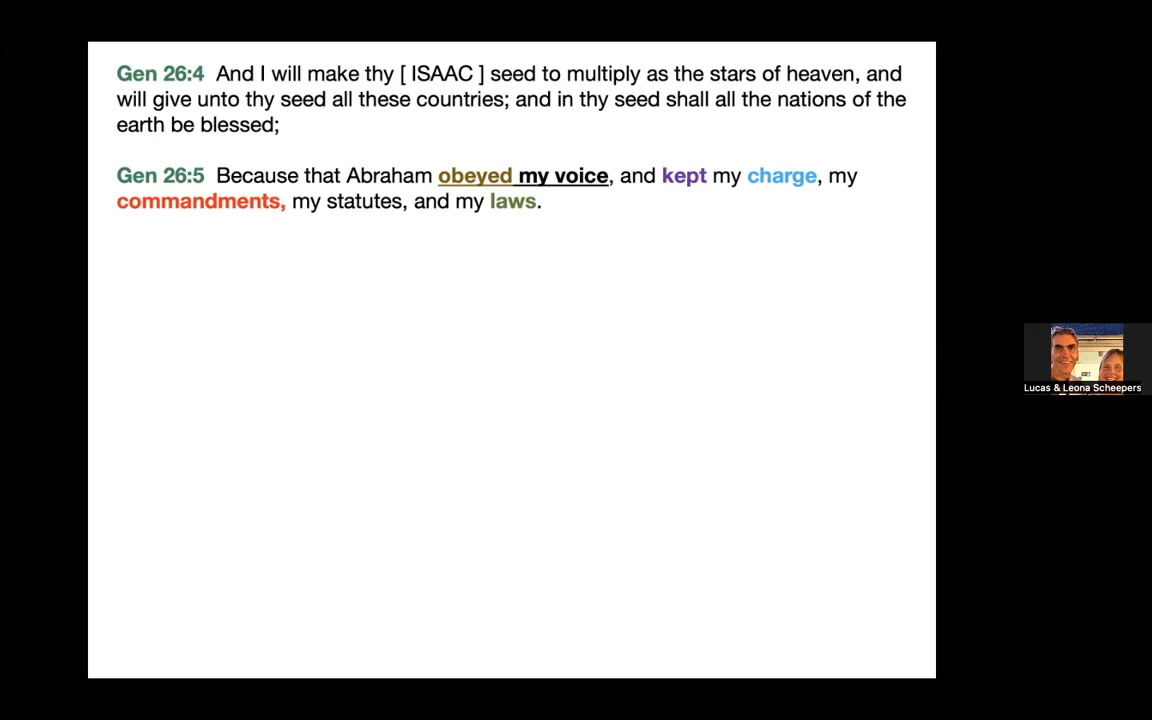 Gen 26:4 And I will make thy [ ISAAC ] seed to multiply as the stars of heaven, and
will give unto thy seed all these countries; and in thy seed shall all the nations of the
earth be blessed;
Gen 26:5 Because that Abraham obeyed my voice, and kept my charge, my
commandments, my statutes, and my laws.
Lucas & Leona Scheepers